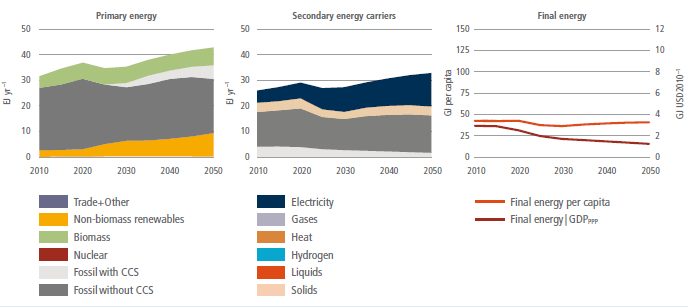 Primary energy
Secondary energy carriers
Final energy
EJ yr⁻¹
50
40
30
20
10
0
2010 2020 2030 2040 2050
EJ yr⁻¹
50
40
30
20
10
0
2010 2020 2030 2040 2050
GJ per capita
150
125
100
75
50
25
0
2010 2020 2030 2040 2050
12
10
8
6
4
2
0
GJ USD2010⁻¹
Trade+Other
Non-biomass renewables
Biomass
Nuclear
Fossil with CCS
Fossil without CCS
Electricity
Gases
Heat
Hydrogen
Liquids
Solids
Final energy per capita
Final energy|GDPPPP